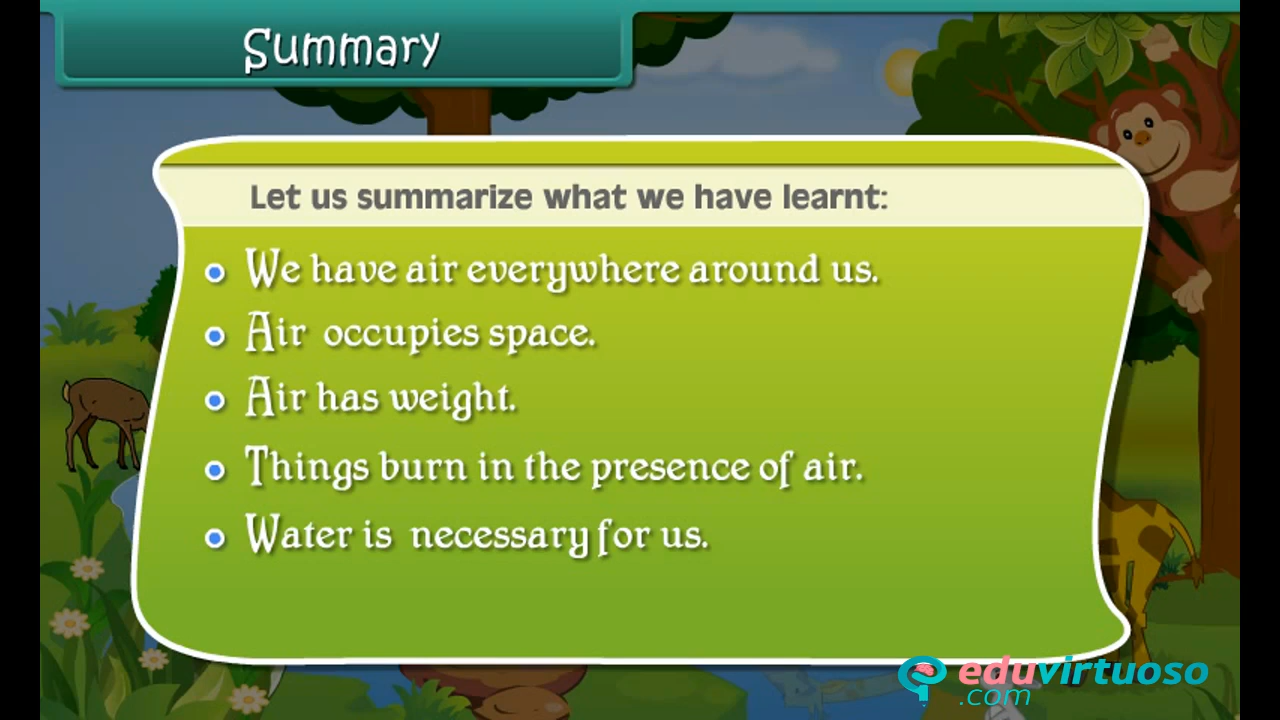 Summary
Let us summarize what we have learnt:
We have air everywhere around us.
Air occupies space.
Air has weight.
Things burn in the presence of air.
Water is necessary for us.
eduvirtuoso
.com